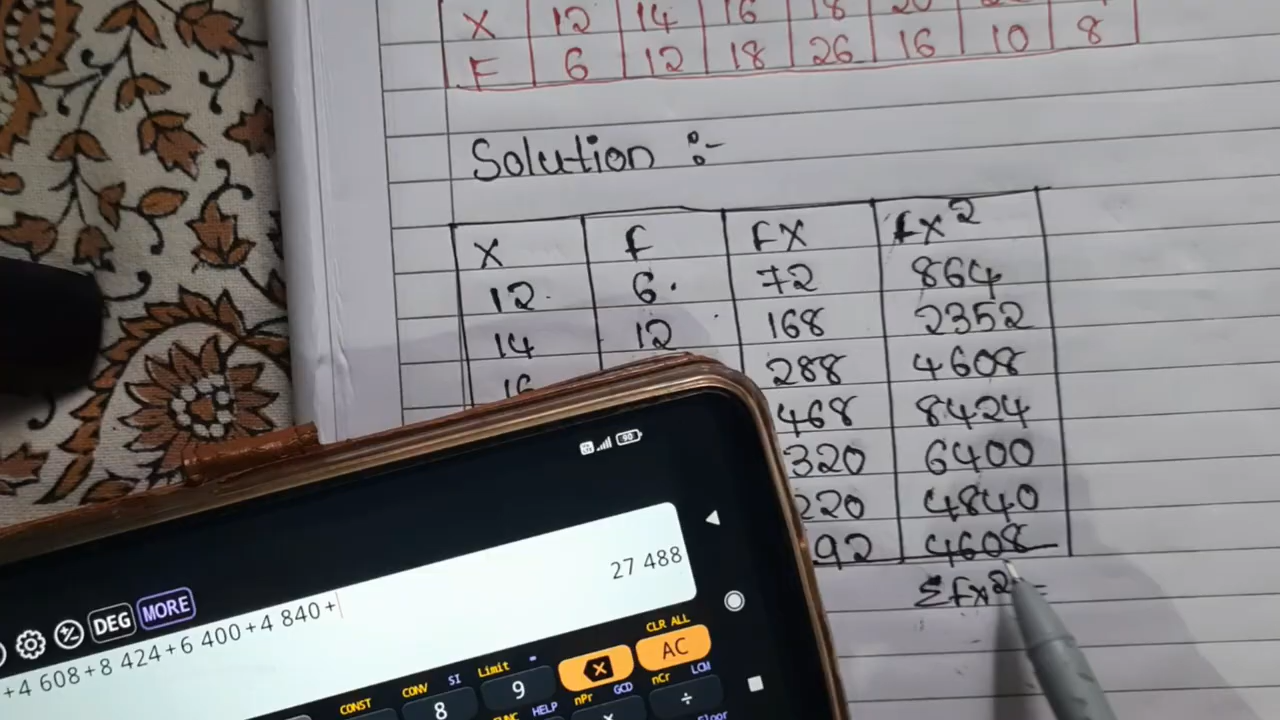 X 12 14 16 18 20
F 6 12 18 26 16 10 8
Solution :-
X F FX FX²
12 6 72 864
14 12 168 2352
16 288 4608
468 8424
320 6400
220 4840
92 4608
ΣFX² =
90
27 488
DEG MORE
+4 608+8 424+6 400+4 840+
CLR ALL
CONST CONV SI Limit = AC
8 9 nPr GCD nCr LCM
HELP ÷